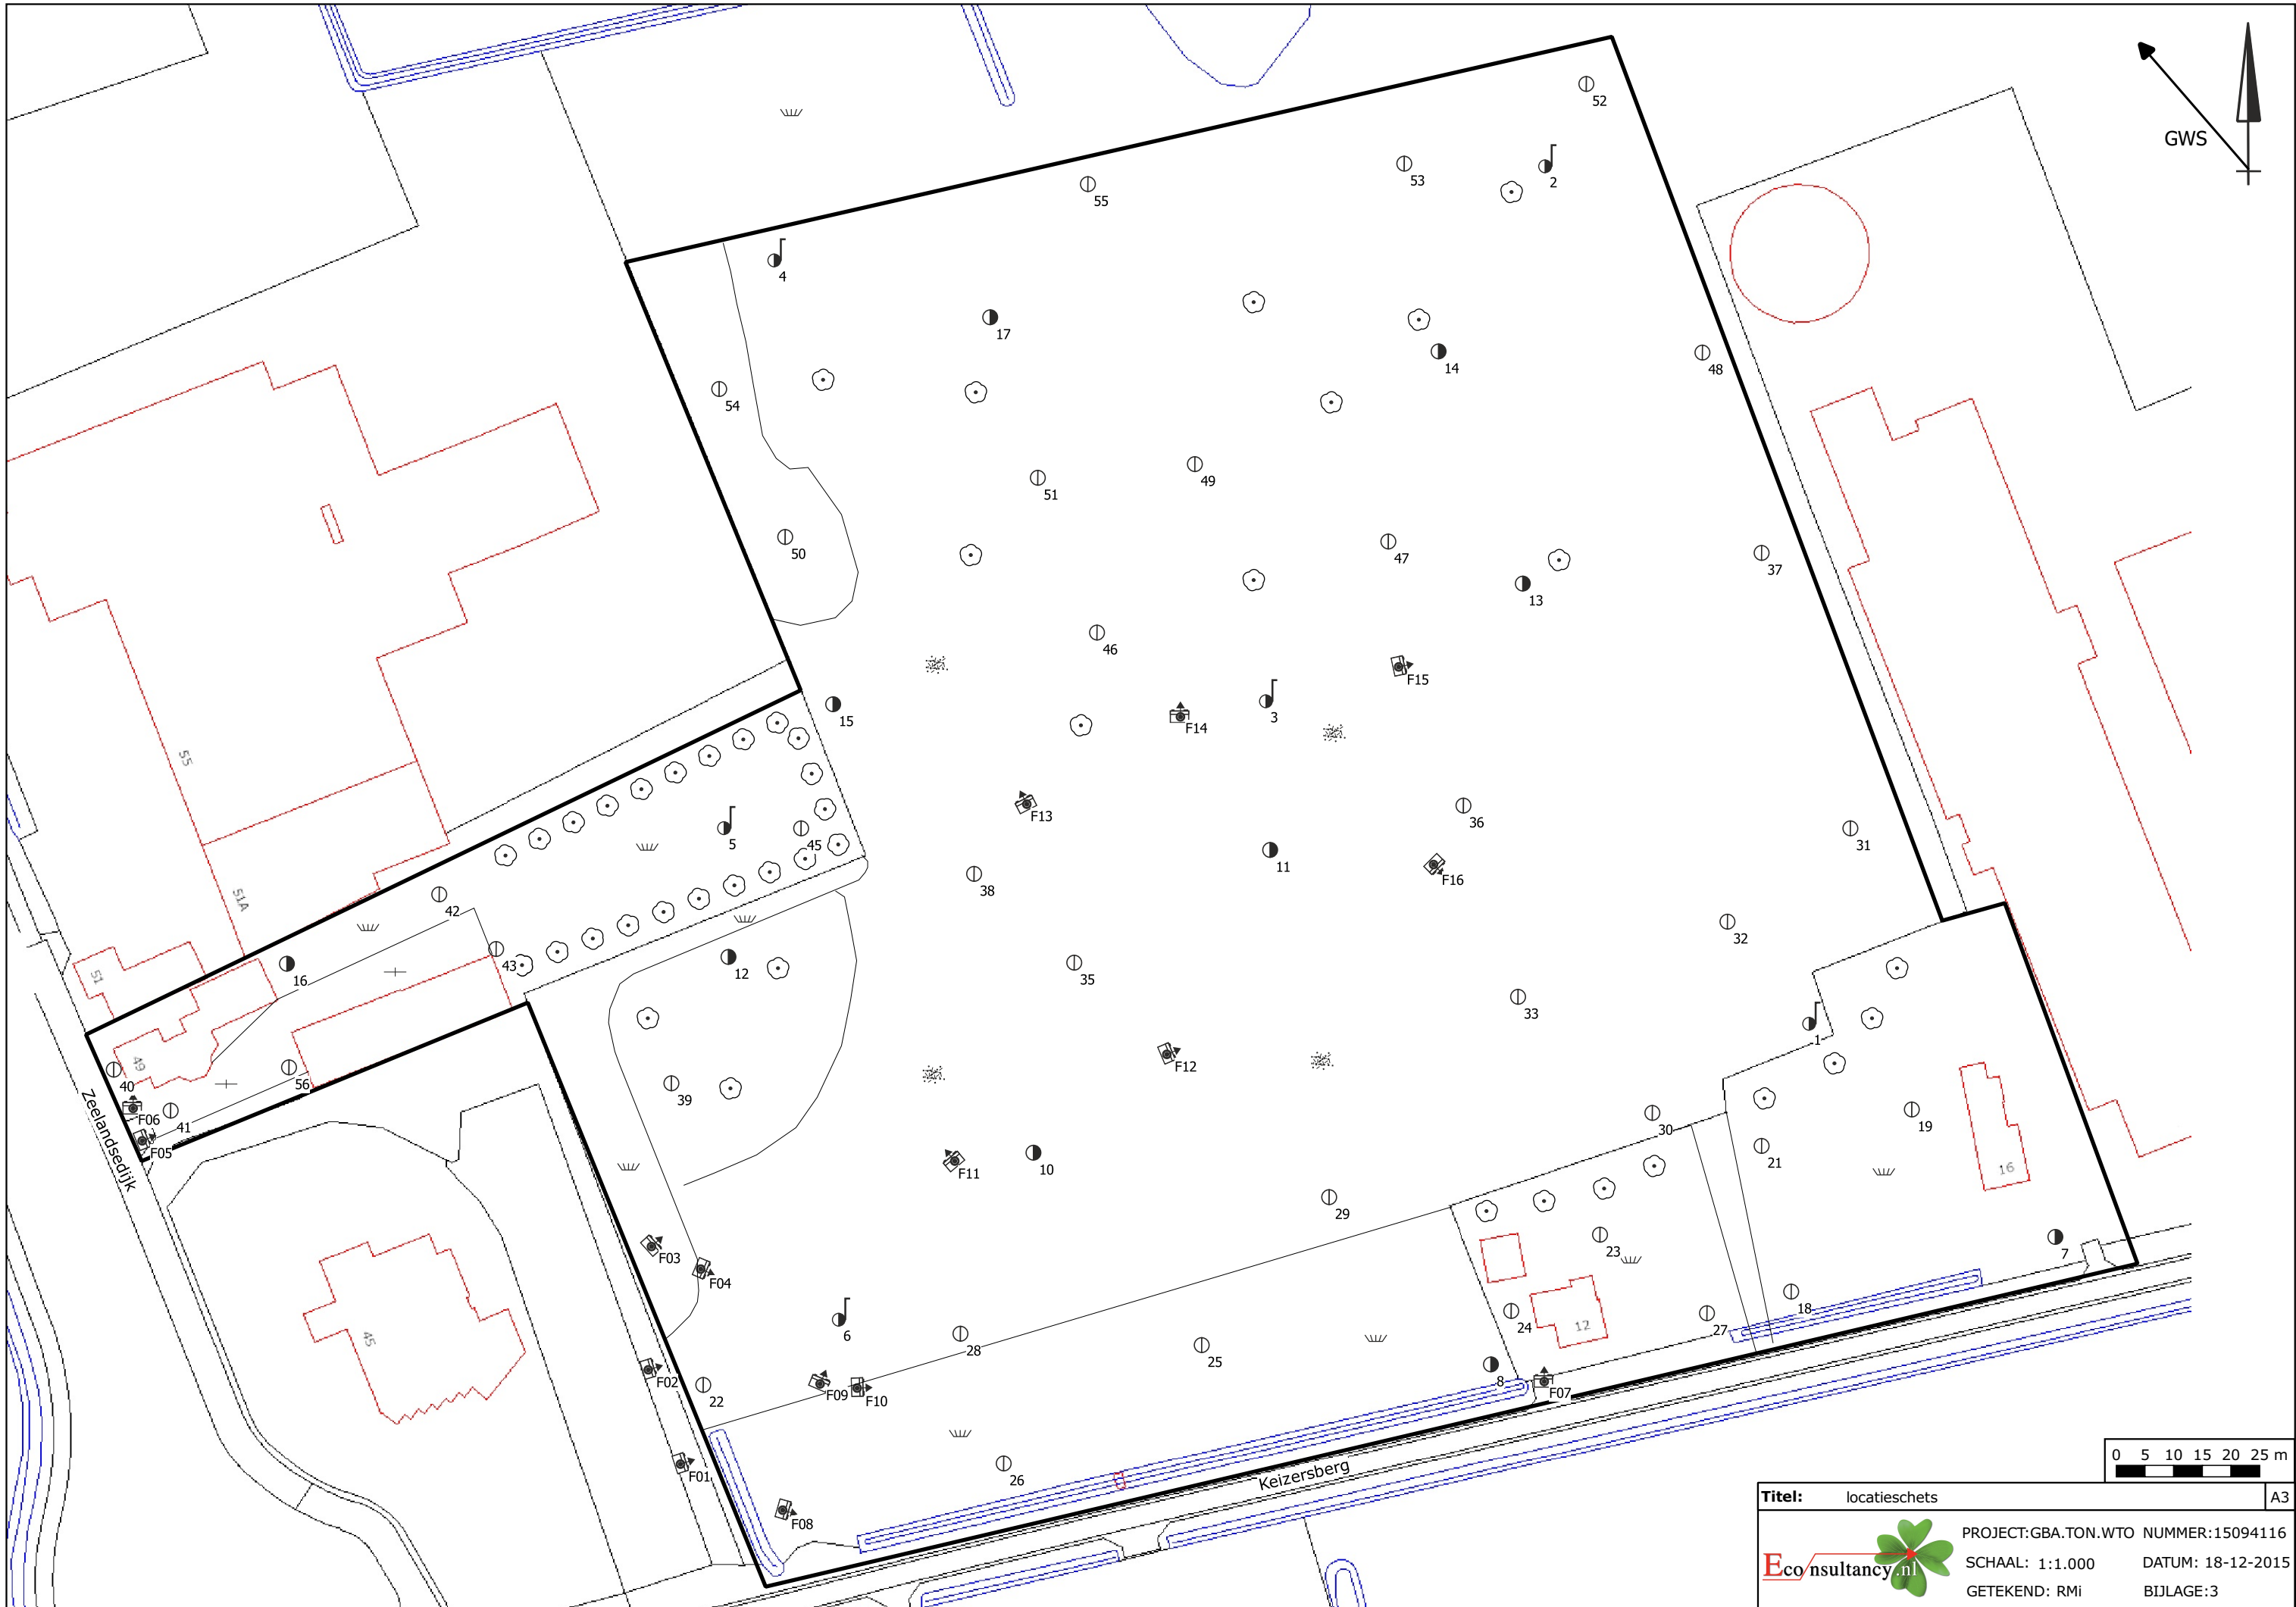 GWS
52
53
2
55
4
17
14
48
54
51
49
50
47
37
13
46
F15
15
3
F14
55
F13
36
5
45
31
11
51A
F16
38
42
32
43
12
51
16
35
33
1
49
F12
40
56
39
F06
41
30
19
F05
21
Zeelandsedijk
10
F11
16
29
23
F03
7
F04
18
24
27
12
6
45
28
25
F02
8
F07
22
F09
F10
F01
26
Keizersberg
F08
0 5 10 15 20 25 m
Titel: locatieschets A3
PROJECT:GBA.TON.WTO NUMMER:15094116
Econsultancy.nl
SCHAAL: 1:1.000 DATUM: 18-12-2015
GETEKEND: RMi BIJLAGE:3